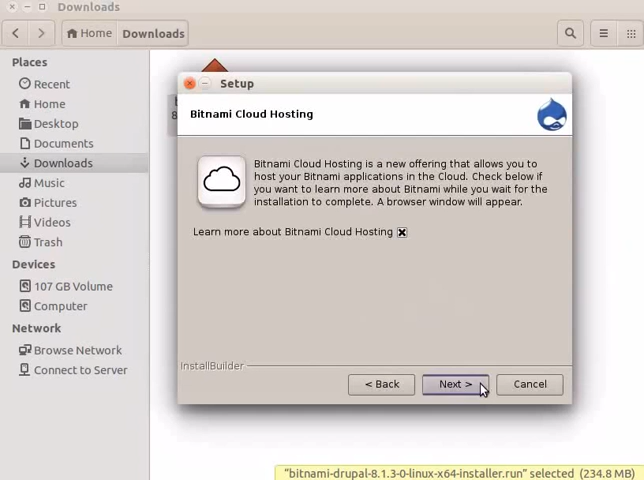 Downloads
Home
Downloads
Places
Recent
Home
Desktop
Documents
Downloads
Music
Pictures
Videos
Trash
Devices
107 GB Volume
Computer
Network
Browse Network
Connect to Server
Setup
Bitnami Cloud Hosting
Bitnami Cloud Hosting is a new offering that allows you to
host your Bitnami applications in the Cloud. Check below if
you want to learn more about Bitnami while you wait for the
installation to complete. A browser window will appear.
Learn more about Bitnami Cloud Hosting
InstallBuilder
< Back
Next >
Cancel
"bitnami-drupal-8.1.3-0-linux-x64-installer.run" selected (234.8 MB)